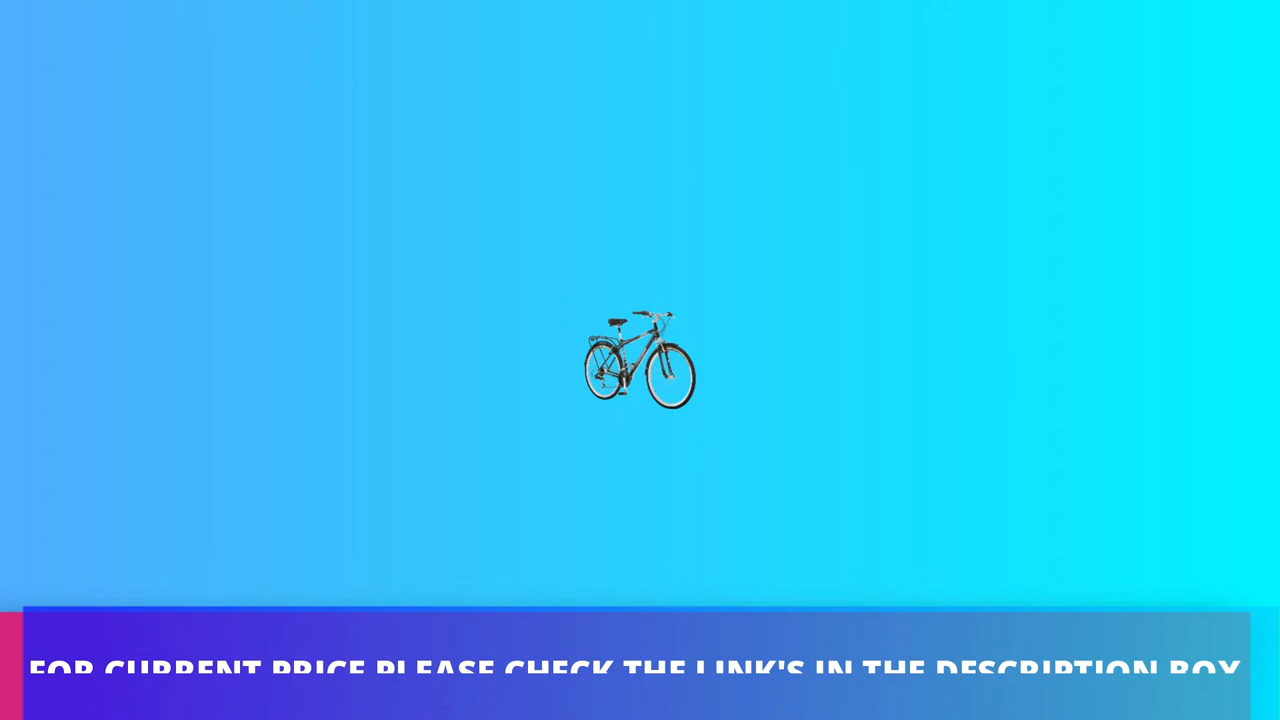 FOR CURRENT PRICE PLEASE CHECK THE LINK'S IN THE DESCRIPTION BOX